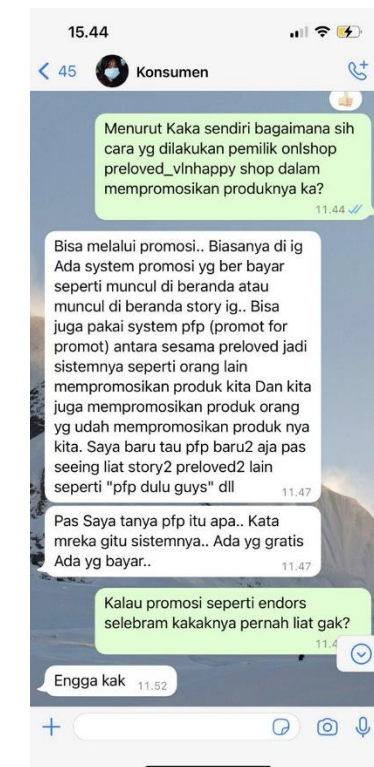 15.44
45
Konsumen
Menurut Kaka sendiri bagaimana sih
cara yg dilakukan pemilik onlshop
preloved_vlnhappy shop dalam
mempromosikan produknya ka?
11.44
Bisa melalui promosi.. Biasanya di ig
Ada system promosi yg ber bayar
seperti muncul di beranda atau
muncul di beranda story ig.. Bisa
juga pakai system pfp (promot for
promot) antara sesama preloved jadi
sistemnya seperti orang lain
mempromosikan produk kita Dan kita
juga mempromosikan produk orang
yg udah mempromosikan produk nya
kita. Saya baru tau pfp baru2 aja pas
seeing liat story2 preloved2 lain
seperti "pfp dulu guys" dll
11.47
Pas Saya tanya pfp itu apa.. Kata
mreka gitu sistemnya.. Ada yg gratis
Ada yg bayar..
11.47
Kalau promosi seperti endors
selebram kakaknya pernah liat gak?
Engga kak
11.52